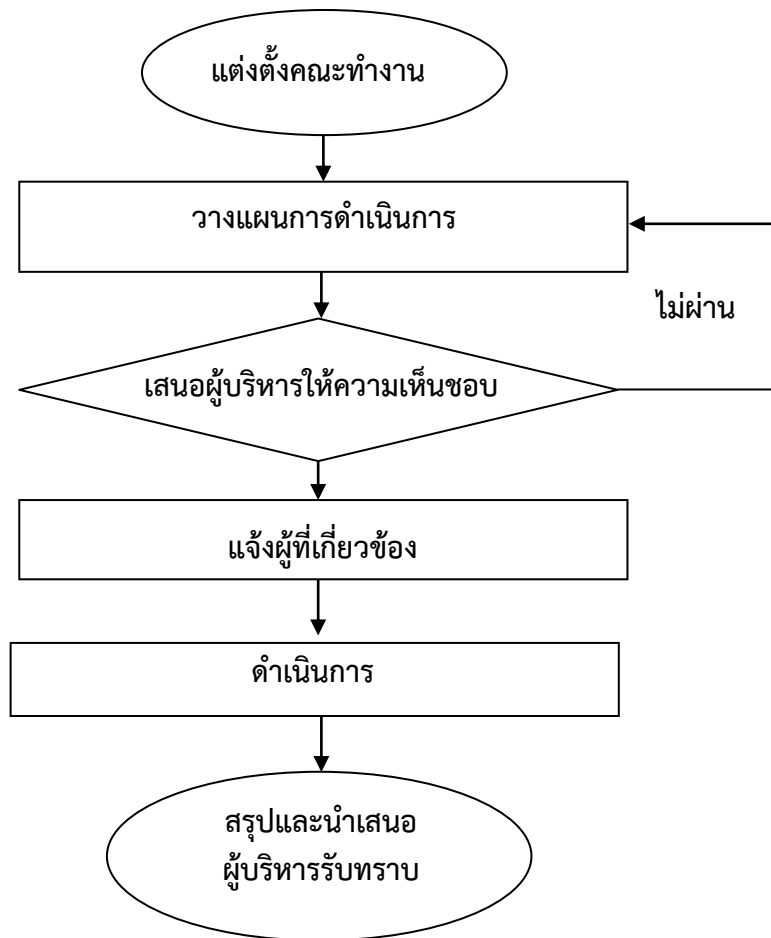 แต่งตั้งคณะทำงาน
วางแผนการดำเนินการ
ไม่ผ่าน
เสนอผู้บริหารให้ความเห็นชอบ
แจ้งผู้ที่เกี่ยวข้อง
ดำเนินการ
สรุปและนำเสนอ
ผู้บริหารรับทราบ